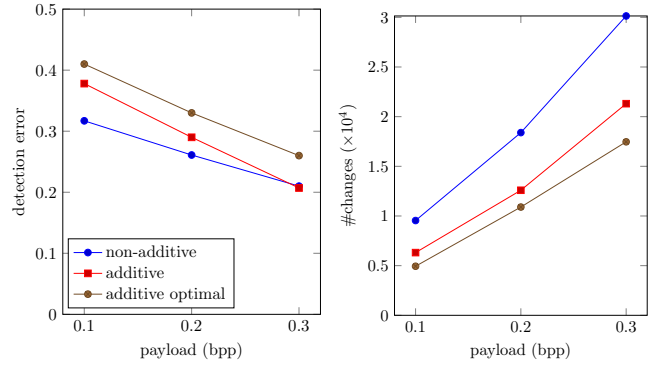 0.5
0.4
0.3
0.2
0.1
0
detection error
non-additive
additive
additive optimal
0.1
0.2
0.3
payload (bpp)
3
2.5
2
1.5
1
0.5
0
#changes (×10⁴)
0.1
0.2
0.3
payload (bpp)